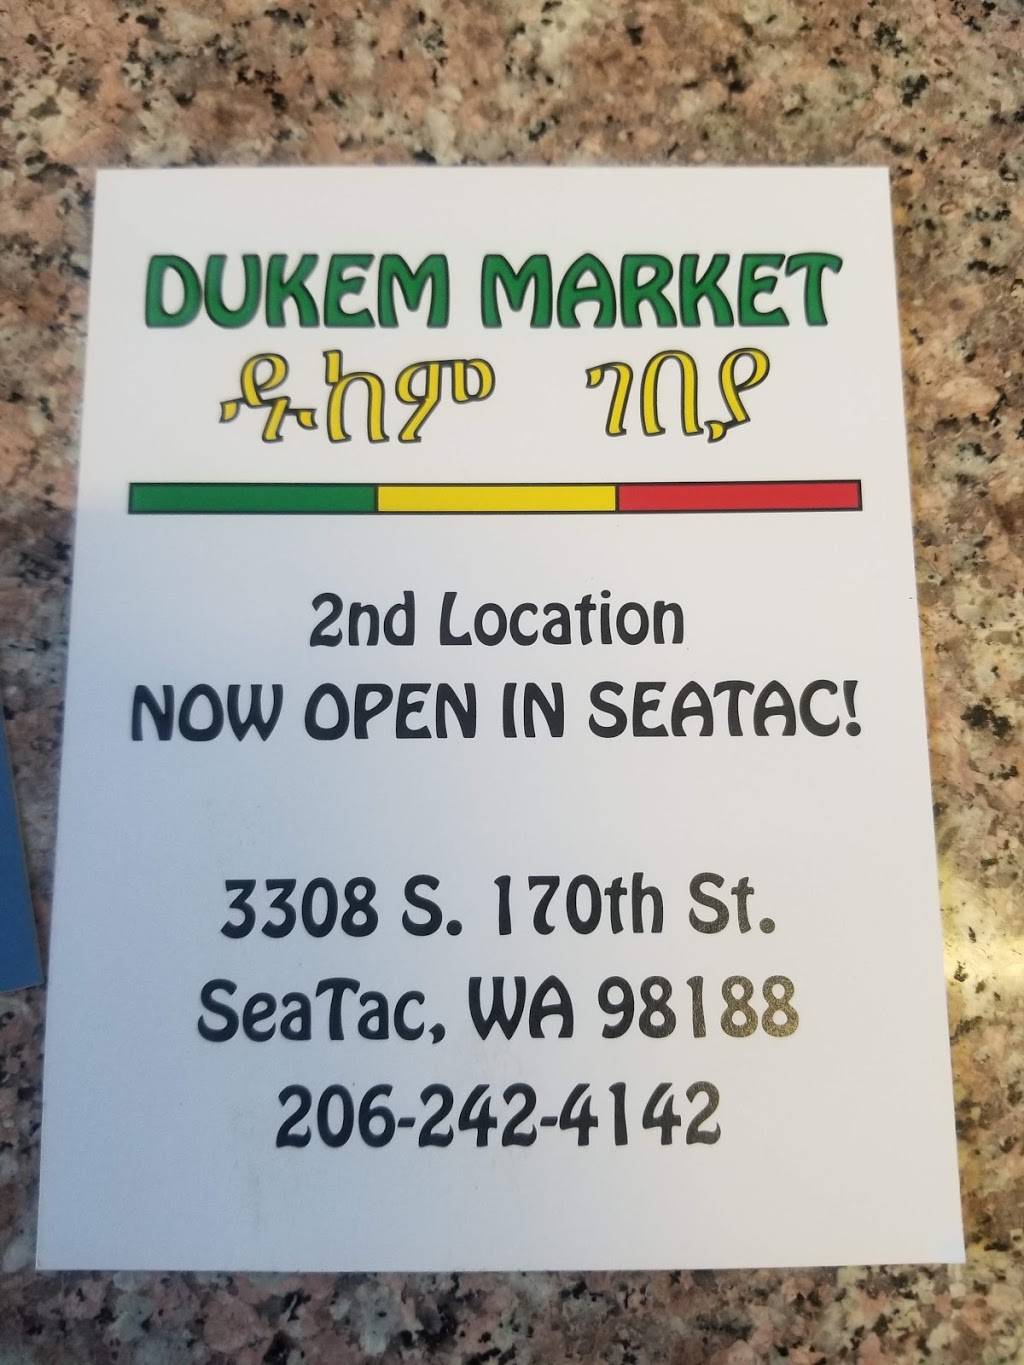 DUKEM MARKET
ዱከም ገበያ
2nd Location
NOW OPEN IN SEATAC!
3308 S. 170th St.
SeaTac, WA 98188
206-242-4142